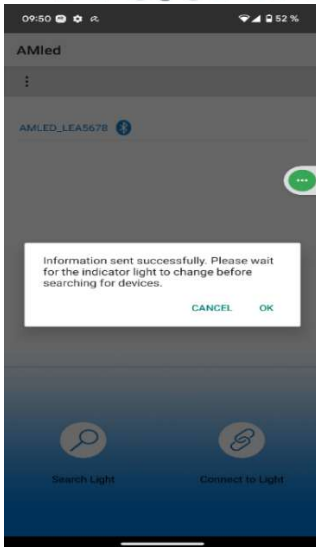 09:50 52 %
AMled
AMLED_LEA5678
Information sent successfully. Please wait
for the indicator light to change before
searching for devices.
CANCEL OK
Search Light Connect to Light